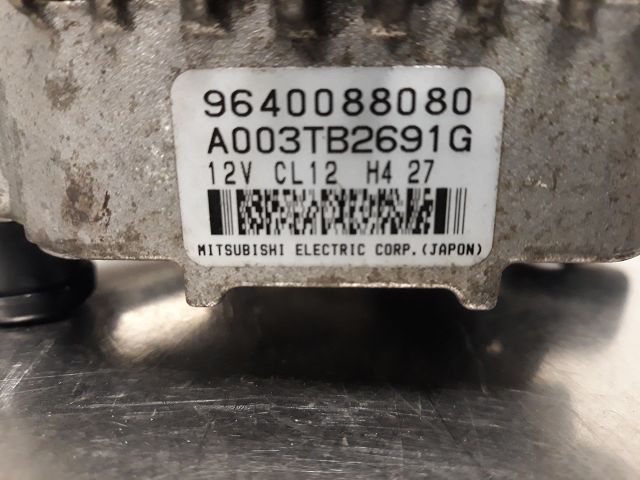 9640088080
A003TB2691G
12V CL12 H4 27
MITSUBISHI ELECTRIC CORP.(JAPON)